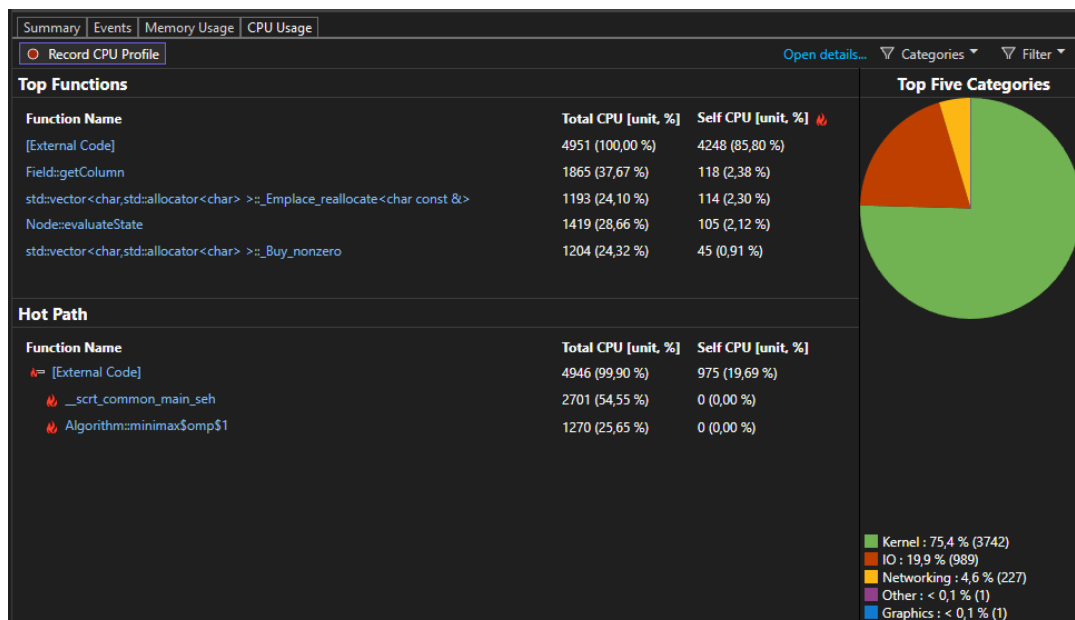 Summary Events Memory Usage CPU Usage
Record CPU Profile Open details... Categories Filter
Top Functions
Function Name Total CPU [unit, %] Self CPU [unit, %]
[External Code] 4951 (100,00 %) 4248 (85,80 %)
Field::getColumn 1865 (37,67 %) 118 (2,38 %)
std::vector<char,std::allocator<char> >::_Emplace_reallocate<char const &> 1193 (24,10 %) 114 (2,30 %)
Node::evaluateState 1419 (28,66 %) 105 (2,12 %)
std::vector<char,std::allocator<char> >::_Buy_nonzero 1204 (24,32 %) 45 (0,91 %)
Hot Path
Function Name Total CPU [unit, %] Self CPU [unit, %]
[External Code] 4946 (99,90 %) 975 (19,69 %)
__scrt_common_main_seh 2701 (54,55 %) 0 (0,00 %)
Algorithm::minimax$omp$1 1270 (25,65 %) 0 (0,00 %)
Top Five Categories
Kernel : 75,4 % (3742)
IO : 19,9 % (989)
Networking : 4,6 % (227)
Other : < 0,1 % (1)
Graphics : < 0,1 % (1)